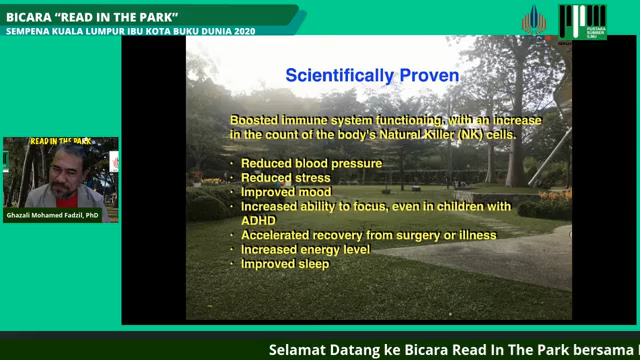 BICARA “READ IN THE PARK”
SEMPENA KUALA LUMPUR IBU KOTA BUKU DUNIA 2020
PUSTAKA
READ IN THE PARK
Ghazali Mohamed Fadzil, PhD
Scientifically Proven
Boosted immune system functioning, with an increase
in the count of the body's Natural Killer (NK) cells.
· Reduced blood pressure
· Reduced stress
· Improved mood
· Increased ability to focus, even in children with
ADHD
· Accelerated recovery from surgery or illness
· Increased energy level
· Improved sleep
Selamat Datang ke Bicara Read In The Park bersama